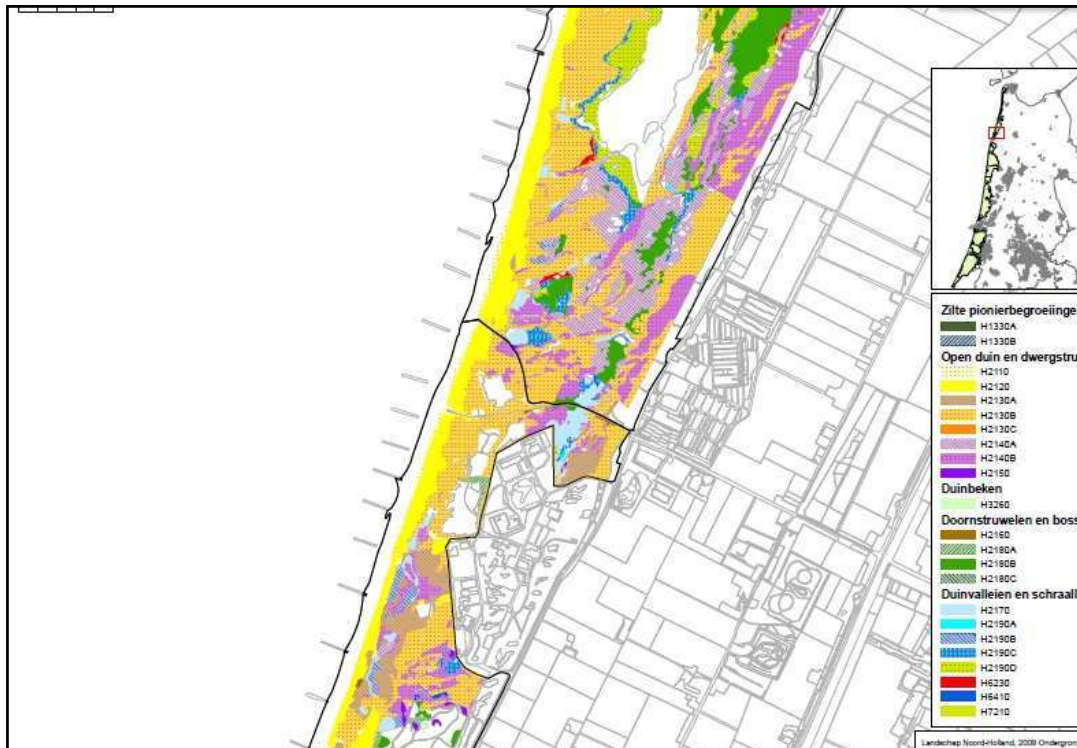 Zilte pionierbegroeiinge
H1330A
H1330B
Open duin en dwergstru
H2110
H2120
H2130A
H2130B
H2130C
H2140A
H2140B
H2150
Duinbeken
H3260
Doornstruwelen en boss
H2160
H2180A
H2180B
H2180C
Duinvalleien en schraall
H2170
H2190A
H2190B
H2190C
H2190D
H6230
H6410
H7210
Landschap Noord-Holland, 2009 Ondergron